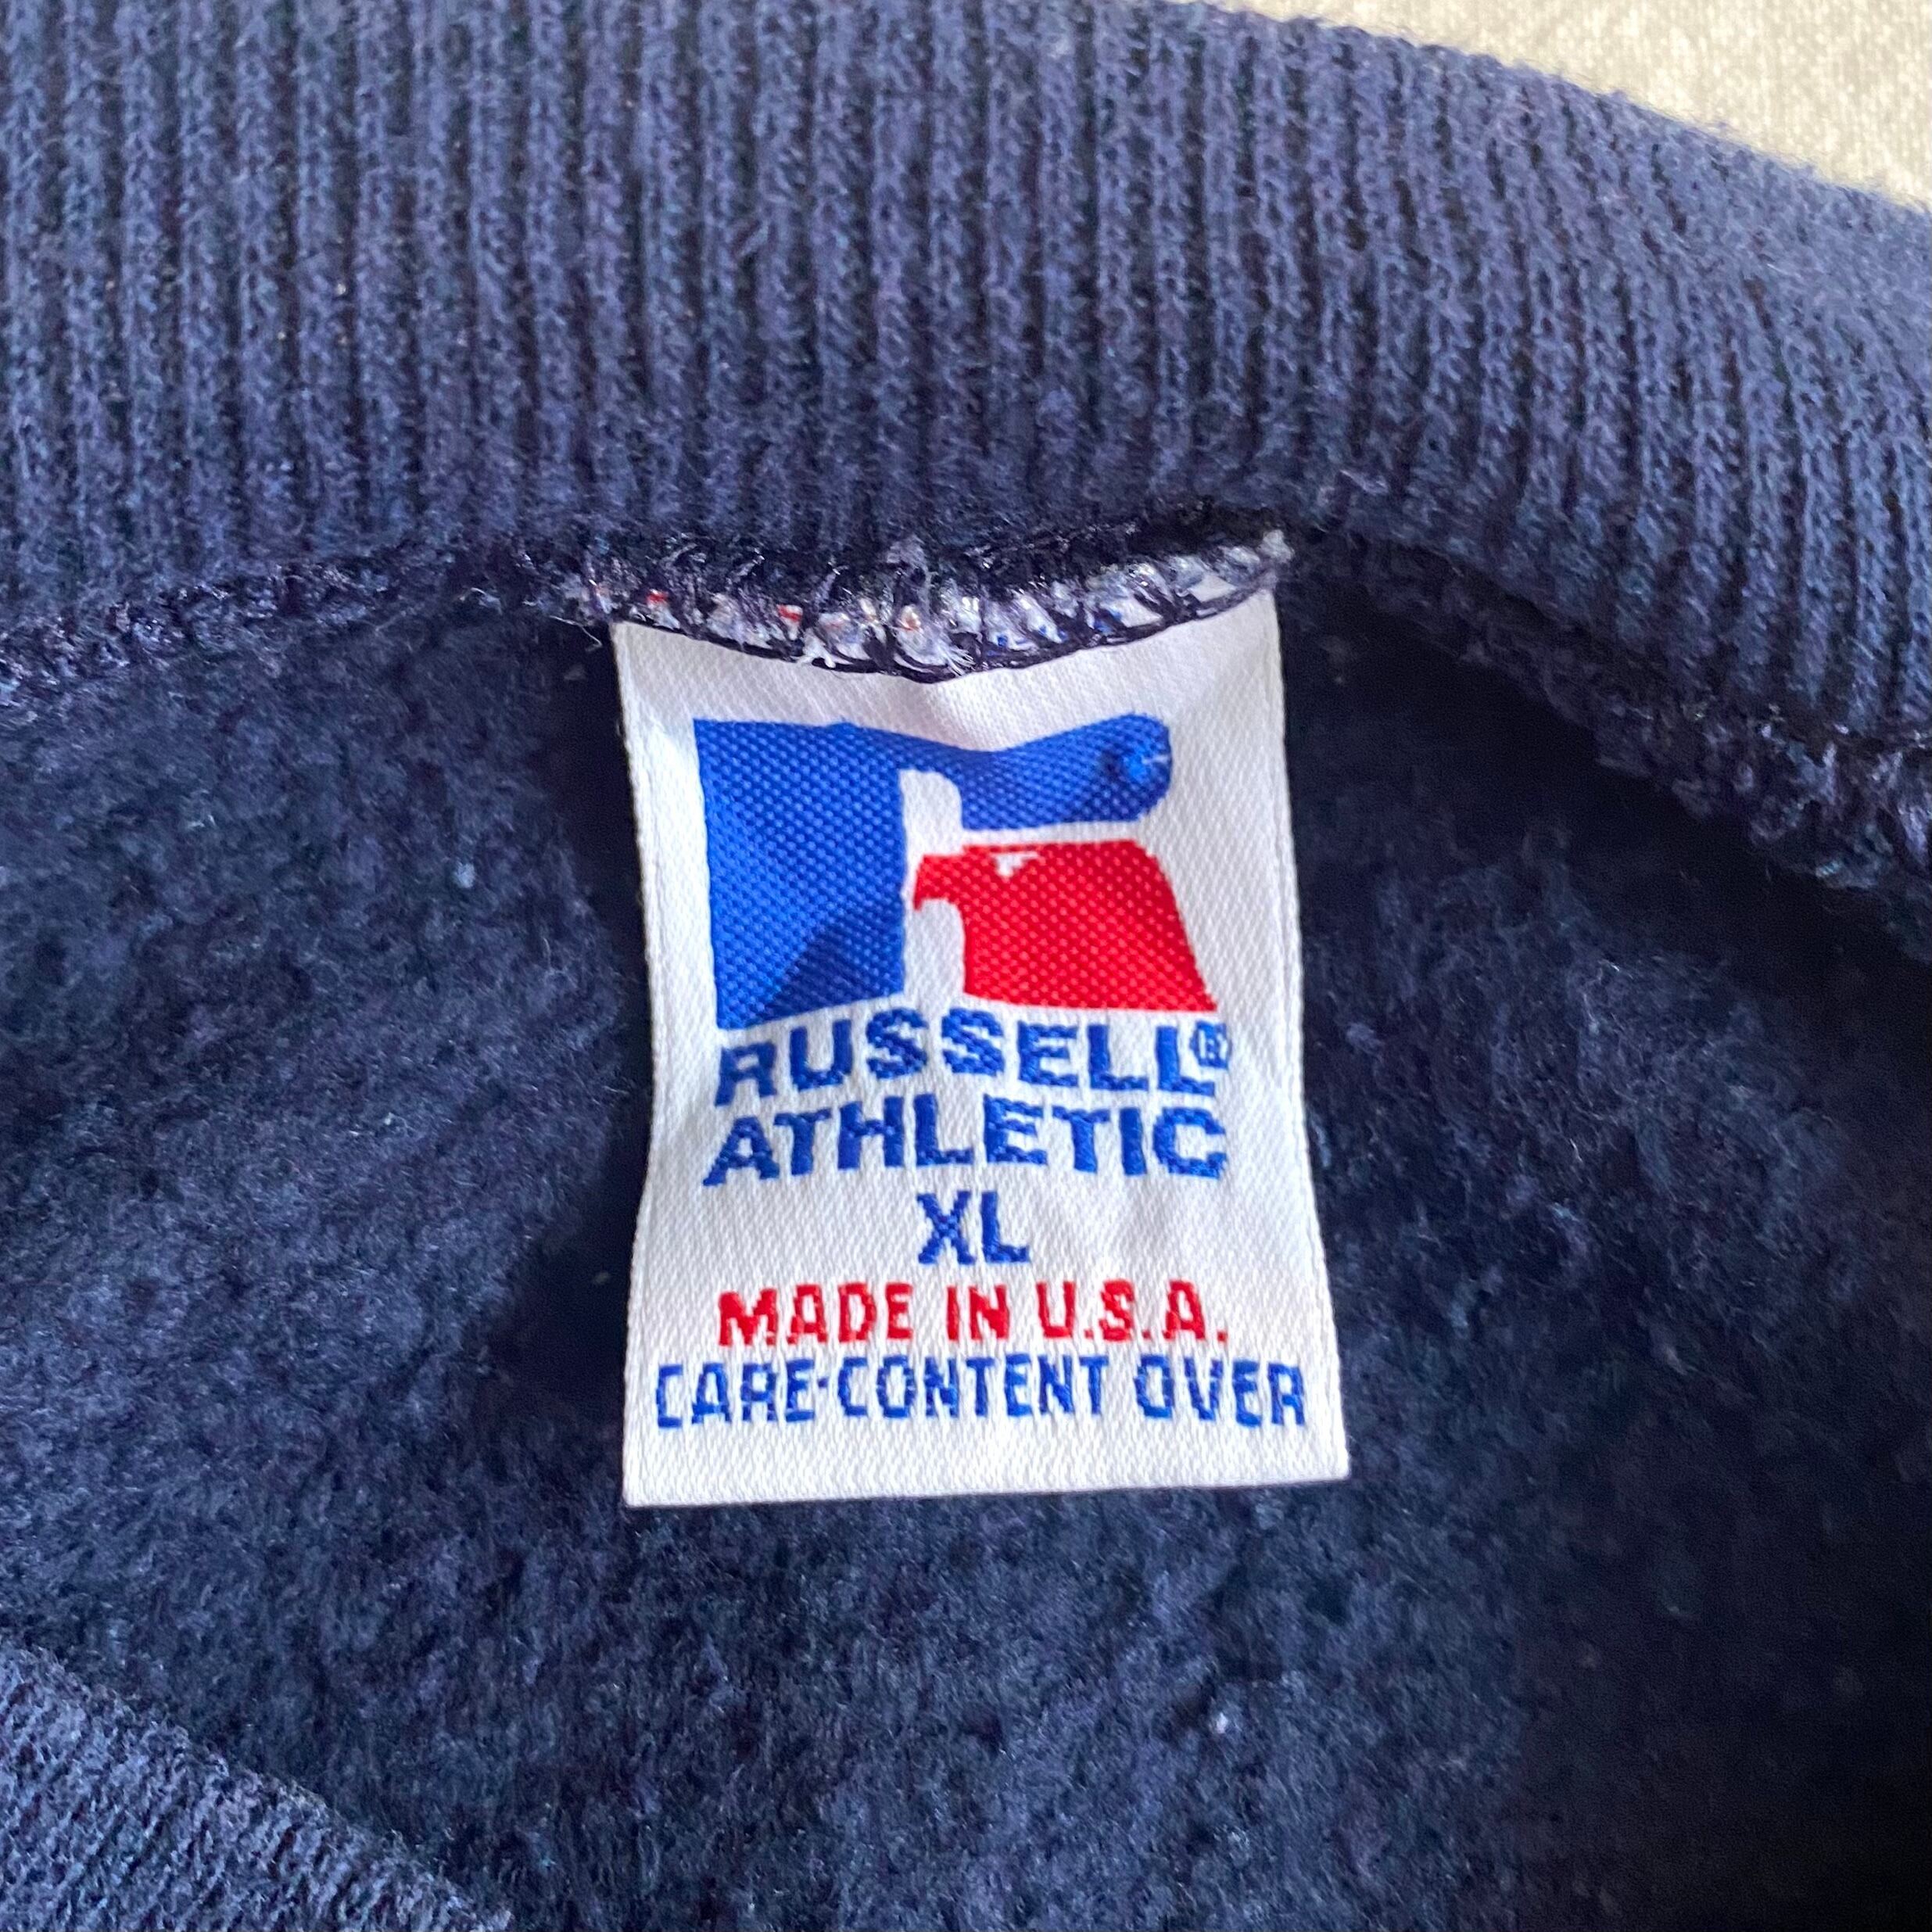 RUSSELL®
ATHLETIC
XL
MADE IN U.S.A.
CARE-CONTENT OVER